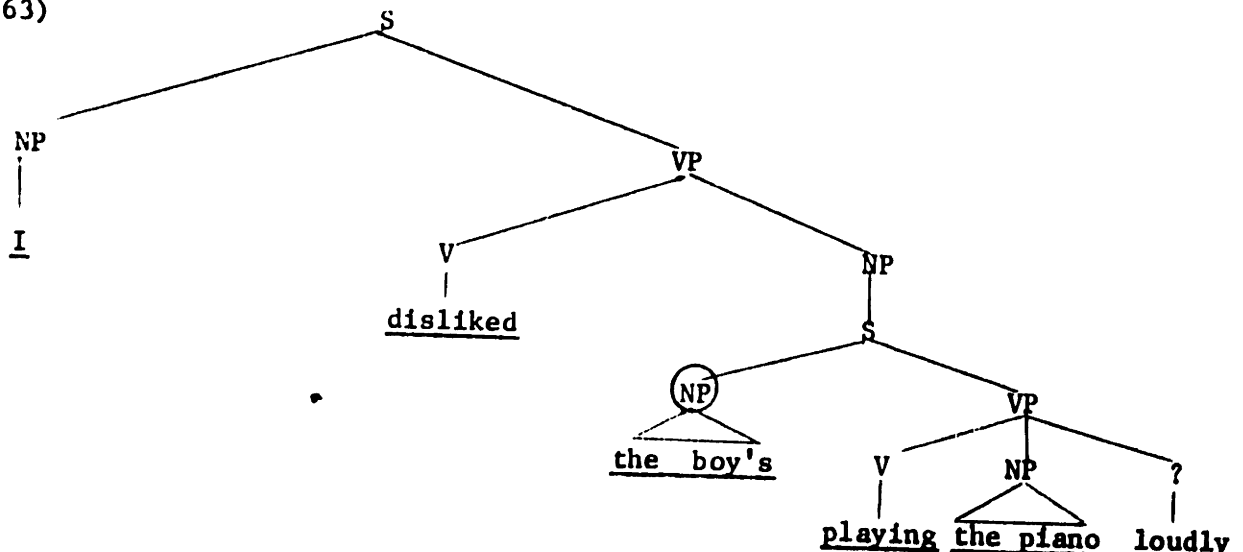 63)
S
NP
VP
I
V
NP
disliked
S
NP
VP
the boy's
V
NP
?
playing
the piano
loudly